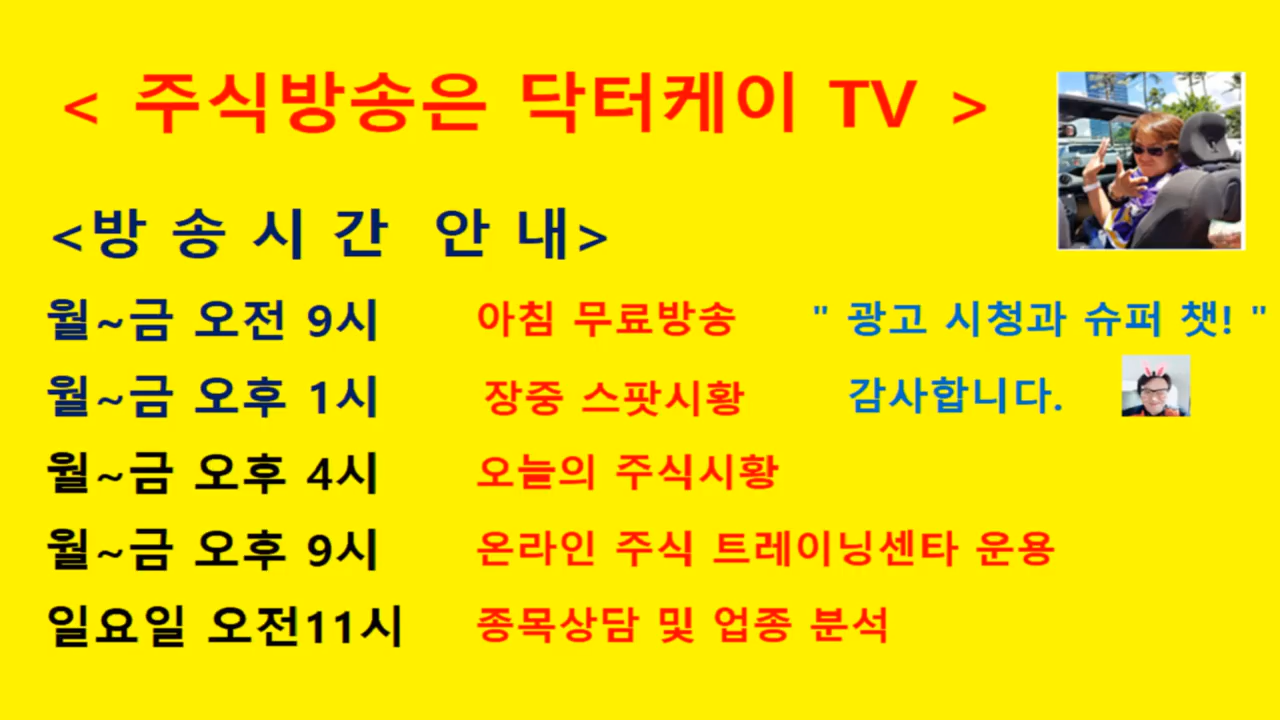 < 주식방송은 닥터케이 TV >
<방 송 시 간 안 내>
월~금 오전 9시 아침 무료방송 " 광고 시청과 슈퍼 챗! "
월~금 오후 1시 장중 스팟시황 감사합니다.
월~금 오후 4시 오늘의 주식시황
월~금 오후 9시 온라인 주식 트레이닝센타 운용
일요일 오전11시 종목상담 및 업종 분석